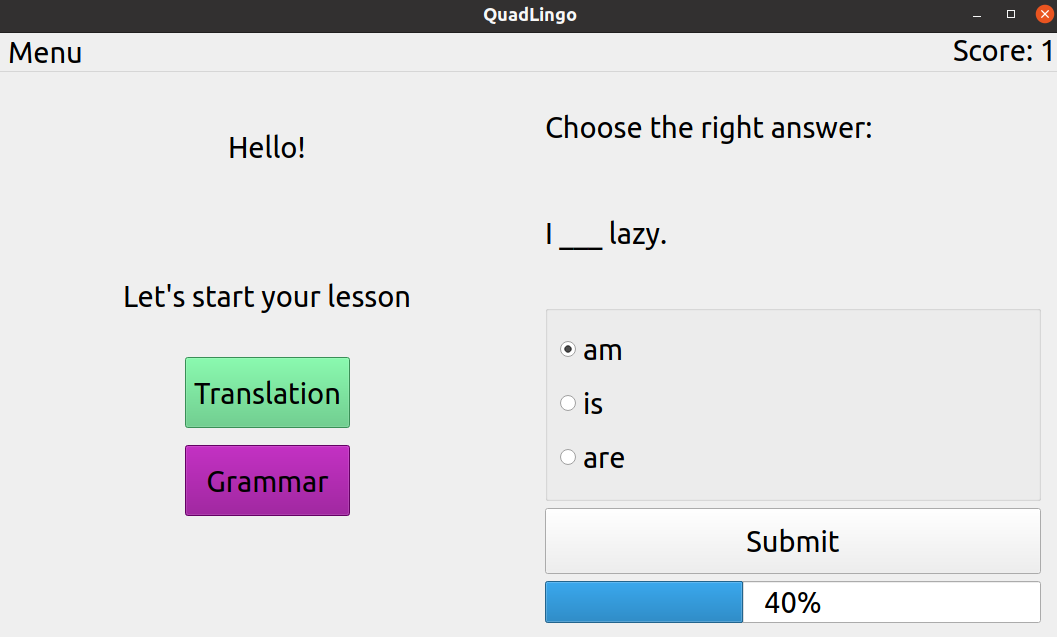 QuadLingo
Menu
Score: 1
Hello!
Let's start your lesson
Translation
Grammar
Choose the right answer:
I ___ lazy.
am
is
are
Submit
40%